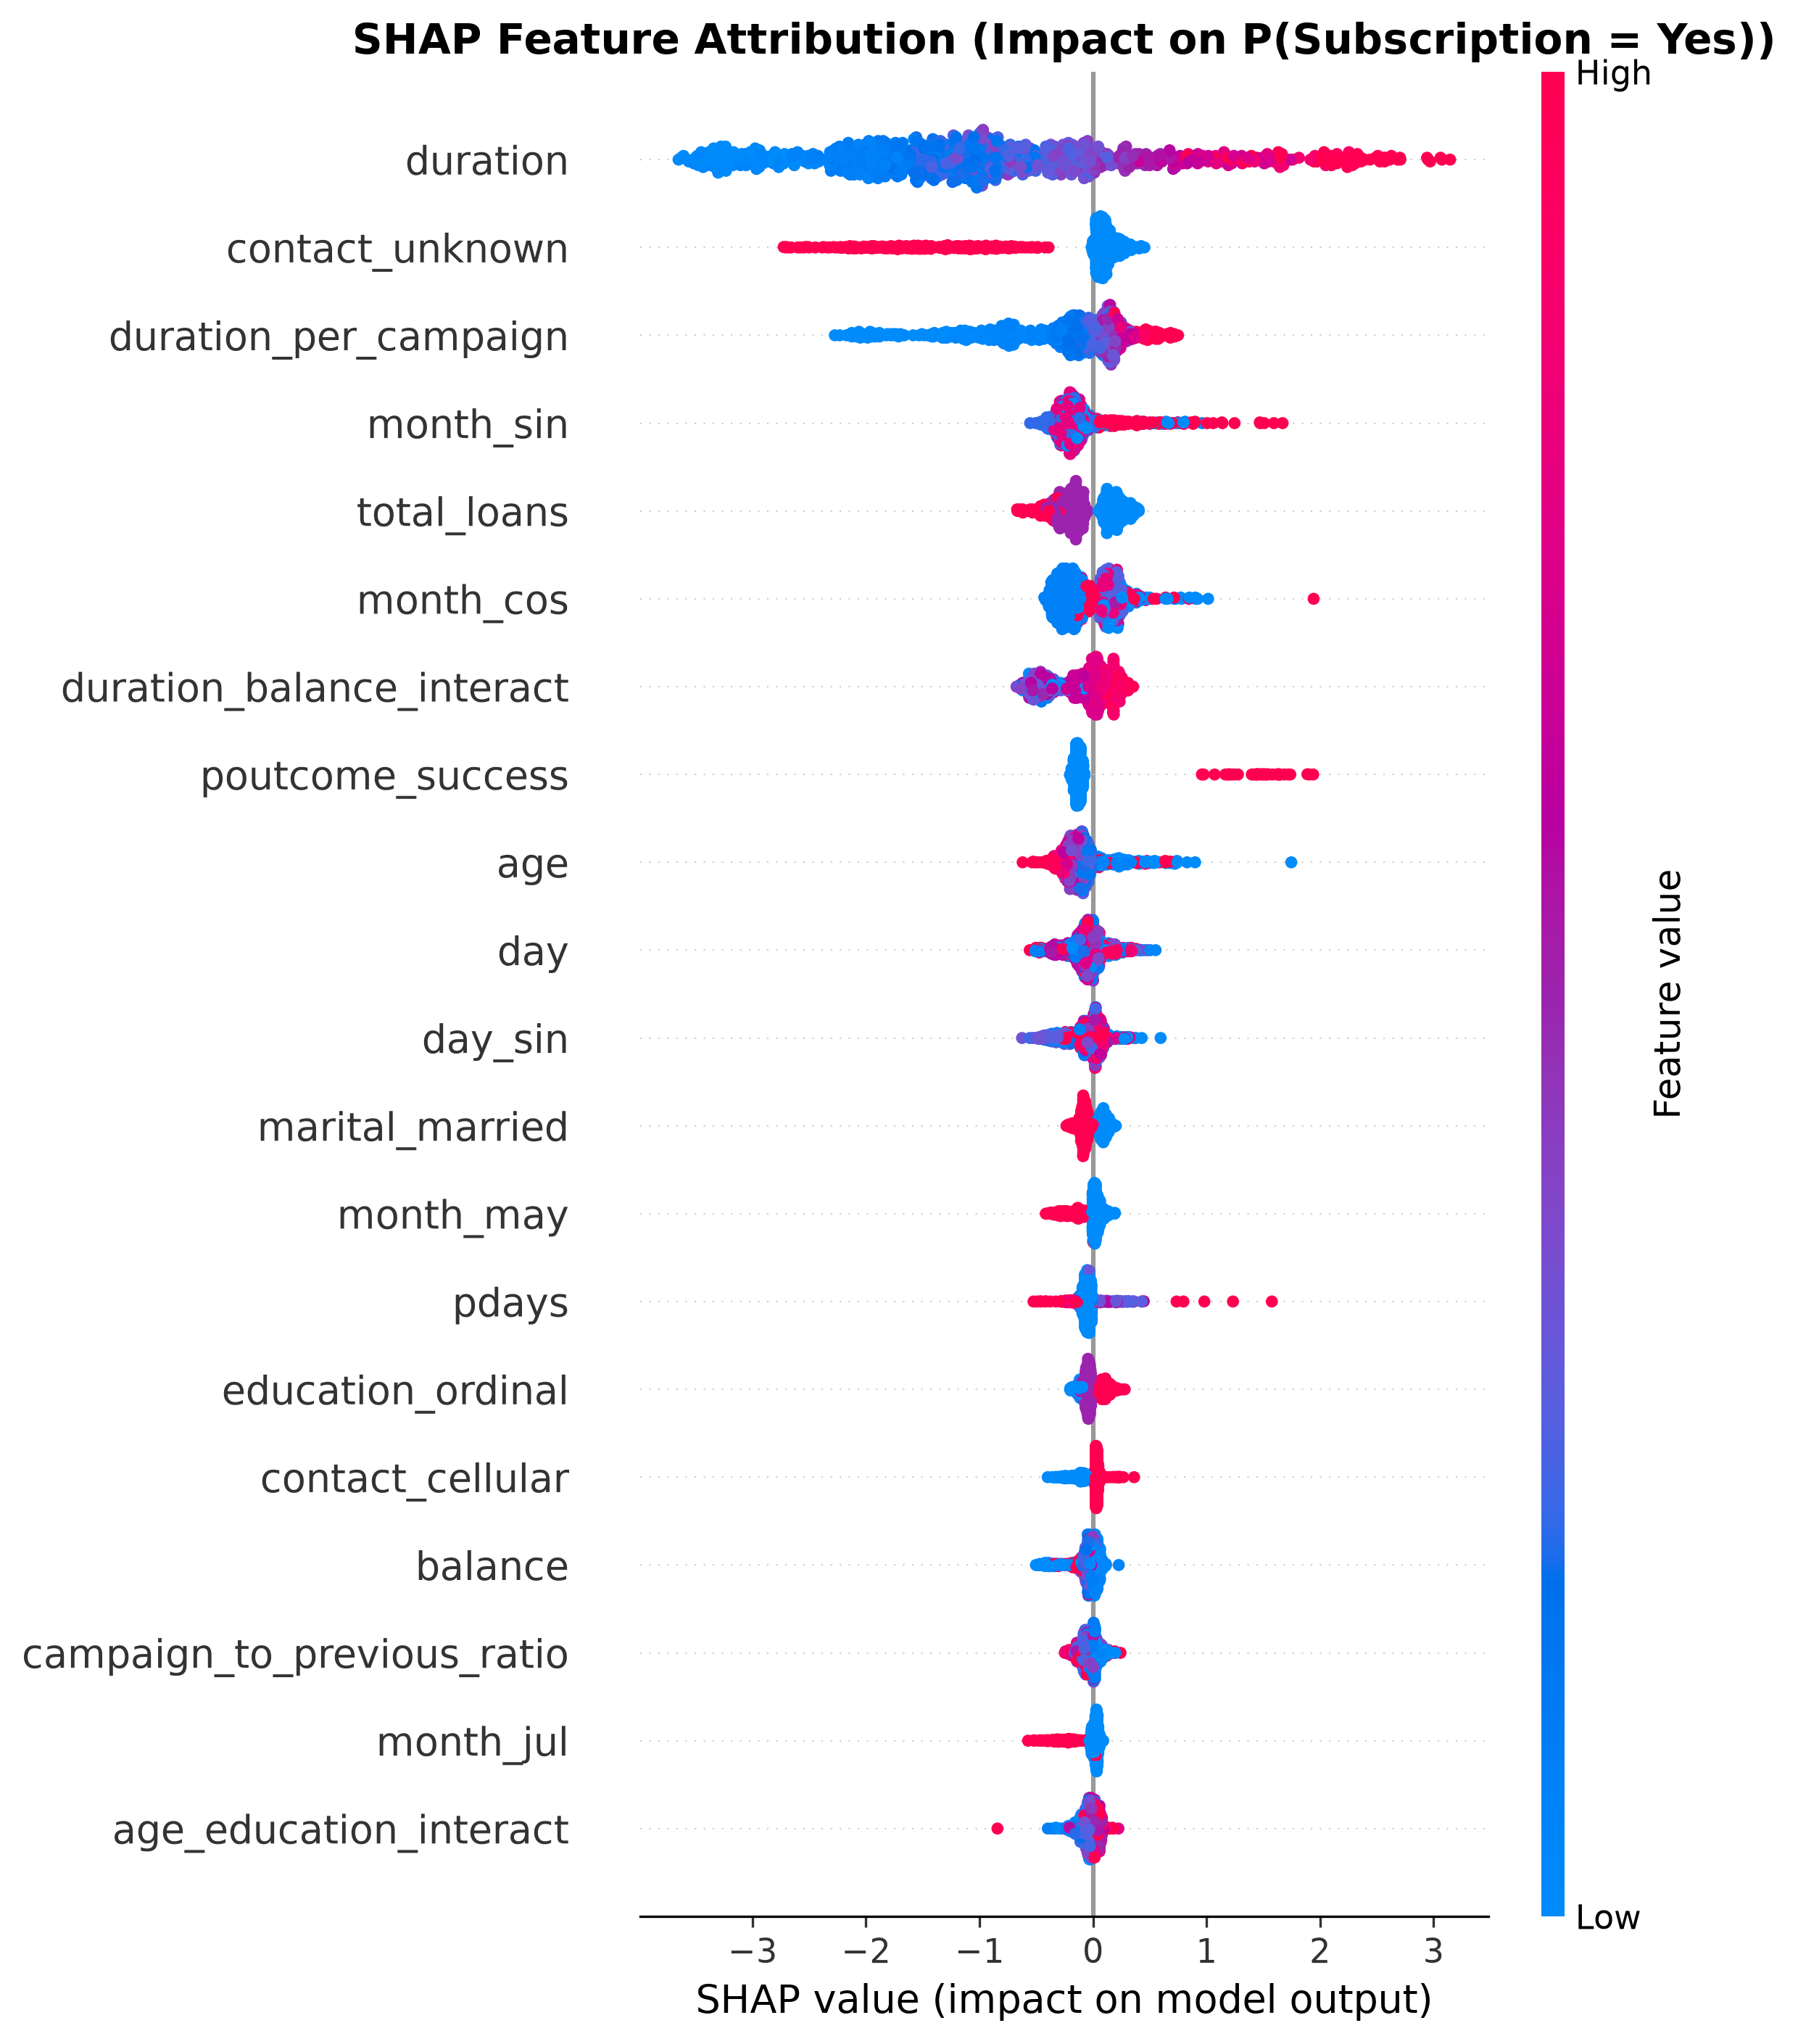 SHAP Feature Attribution (Impact on P(Subscription = Yes))
High
duration
contact_unknown
duration_per_campaign
month_sin
total_loans
month_cos
duration_balance_interact
poutcome_success
age
day
day_sin
marital_married
month_may
pdays
education_ordinal
contact_cellular
balance
campaign_to_previous_ratio
month_jul
age_education_interact
Feature value
Low
−3 −2 −1 0 1 2 3
SHAP value (impact on model output)